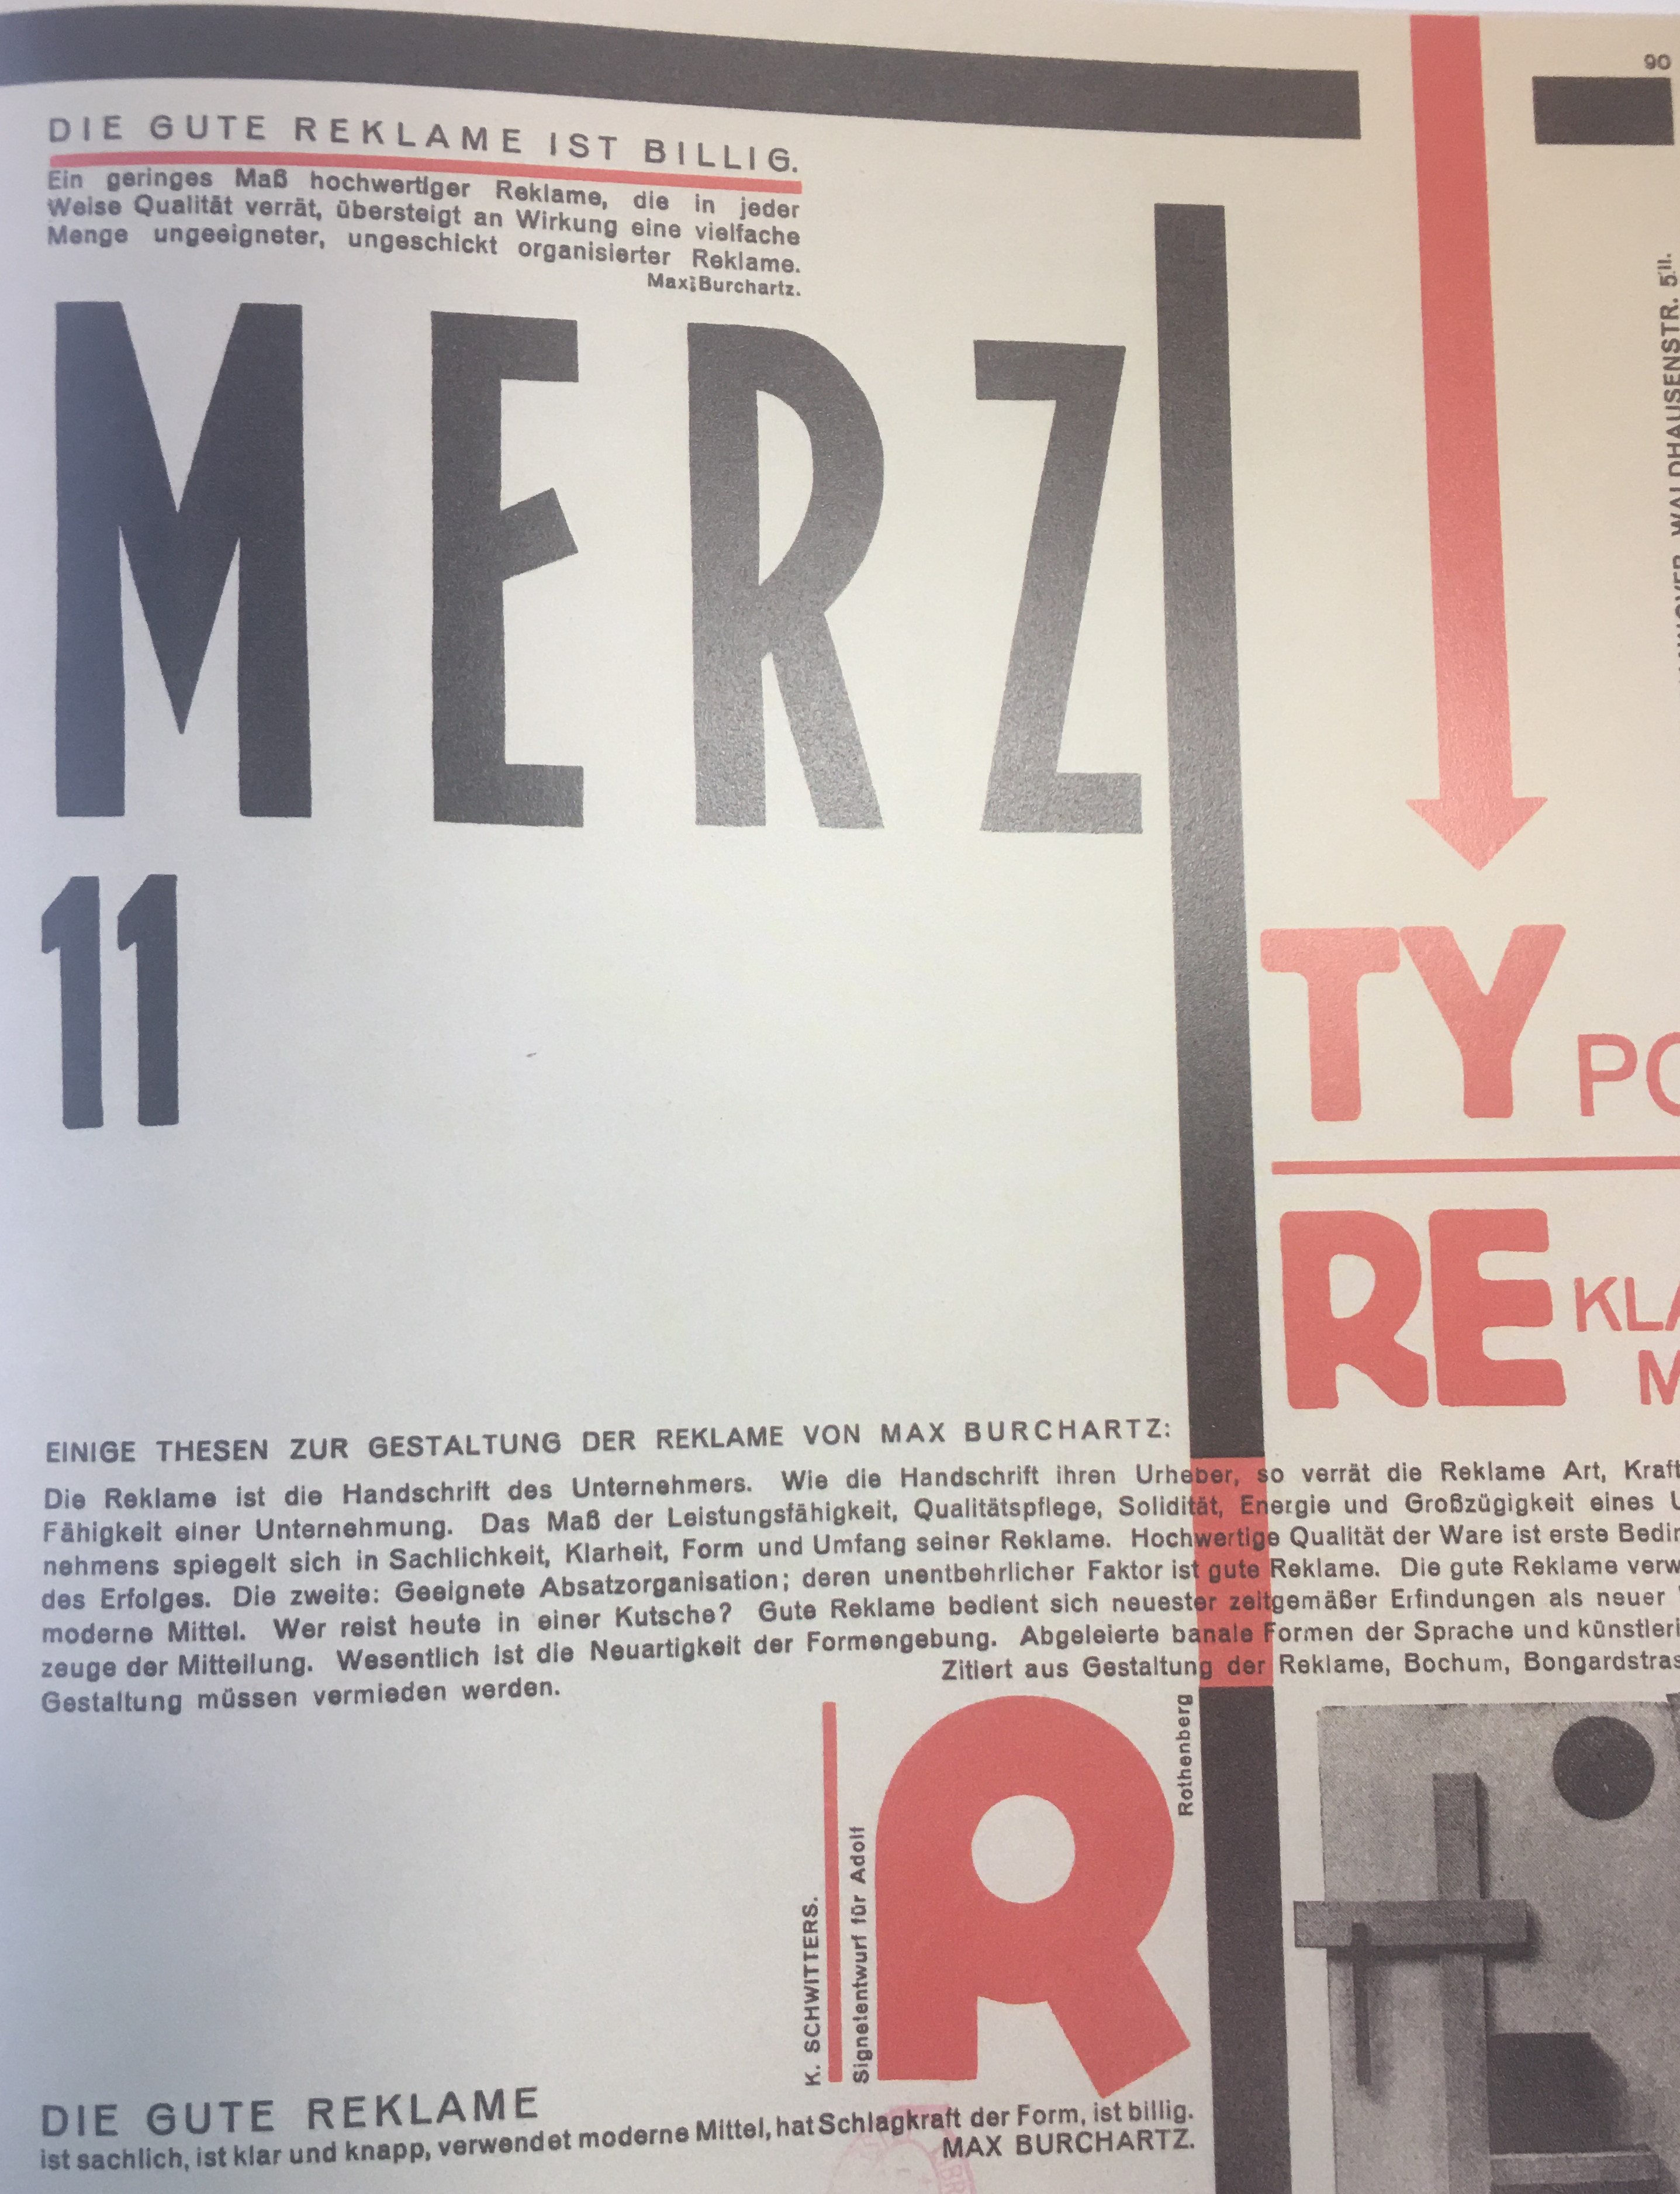 90
DIE GUTE REKLAME IST BILLIG.
Ein geringes Maß hochwertiger Reklame, die in jeder
Weise Qualität verrät, übersteigt an Wirkung eine vielfache
Menge ungeeigneter, ungeschickt organisierter Reklame.
Max Burchartz.
WALDHAUSENSTR. 5II.
MERZ
11
TY PO
RE KLA
M
EINIGE THESEN ZUR GESTALTUNG DER REKLAME VON MAX BURCHARTZ:
Die Reklame ist die Handschrift des Unternehmers. Wie die Handschrift ihren Urheber, so verrät die Reklame Art, Kraft
Fähigkeit einer Unternehmung. Das Maß der Leistungsfähigkeit, Qualitätspflege, Solidität, Energie und Großzügigkeit eines U
nehmens spiegelt sich in Sachlichkeit, Klarheit, Form und Umfang seiner Reklame. Hochwertige Qualität der Ware ist erste Bedin
des Erfolges. Die zweite: Geeignete Absatzorganisation; deren unentbehrlicher Faktor ist gute Reklame. Die gute Reklame verw
moderne Mittel. Wer reist heute in einer Kutsche? Gute Reklame bedient sich neuester zeitgemäßer Erfindungen als neuer
zeuge der Mitteilung. Wesentlich ist die Neuartigkeit der Formengebung. Abgeleierte banale Formen der Sprache und künstleri
Gestaltung müssen vermieden werden.
Zitiert aus Gestaltung der Reklame, Bochum, Bongardstras
K. SCHWITTERS.
Signetentwurf für Adolf
R
Rothenberg
DIE GUTE REKLAME
ist sachlich, ist klar und knapp, verwendet moderne Mittel, hat Schlagkraft der Form, ist billig.
MAX BURCHARTZ.